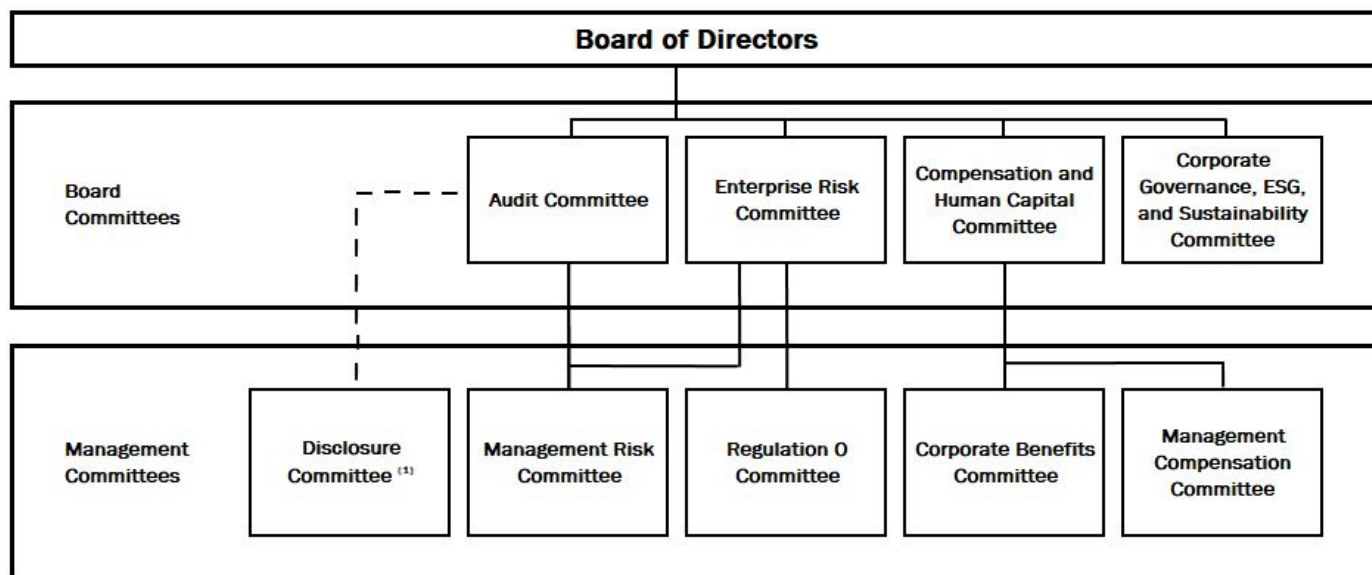 Board of Directors
Board
Committees
Audit Committee
Enterprise Risk
Committee
Compensation and
Human Capital
Committee
Corporate
Governance, ESG,
and Sustainability
Committee
Management
Committees
Disclosure
Committee (1)
Management Risk
Committee
Regulation O
Committee
Corporate Benefits
Committee
Management
Compensation
Committee